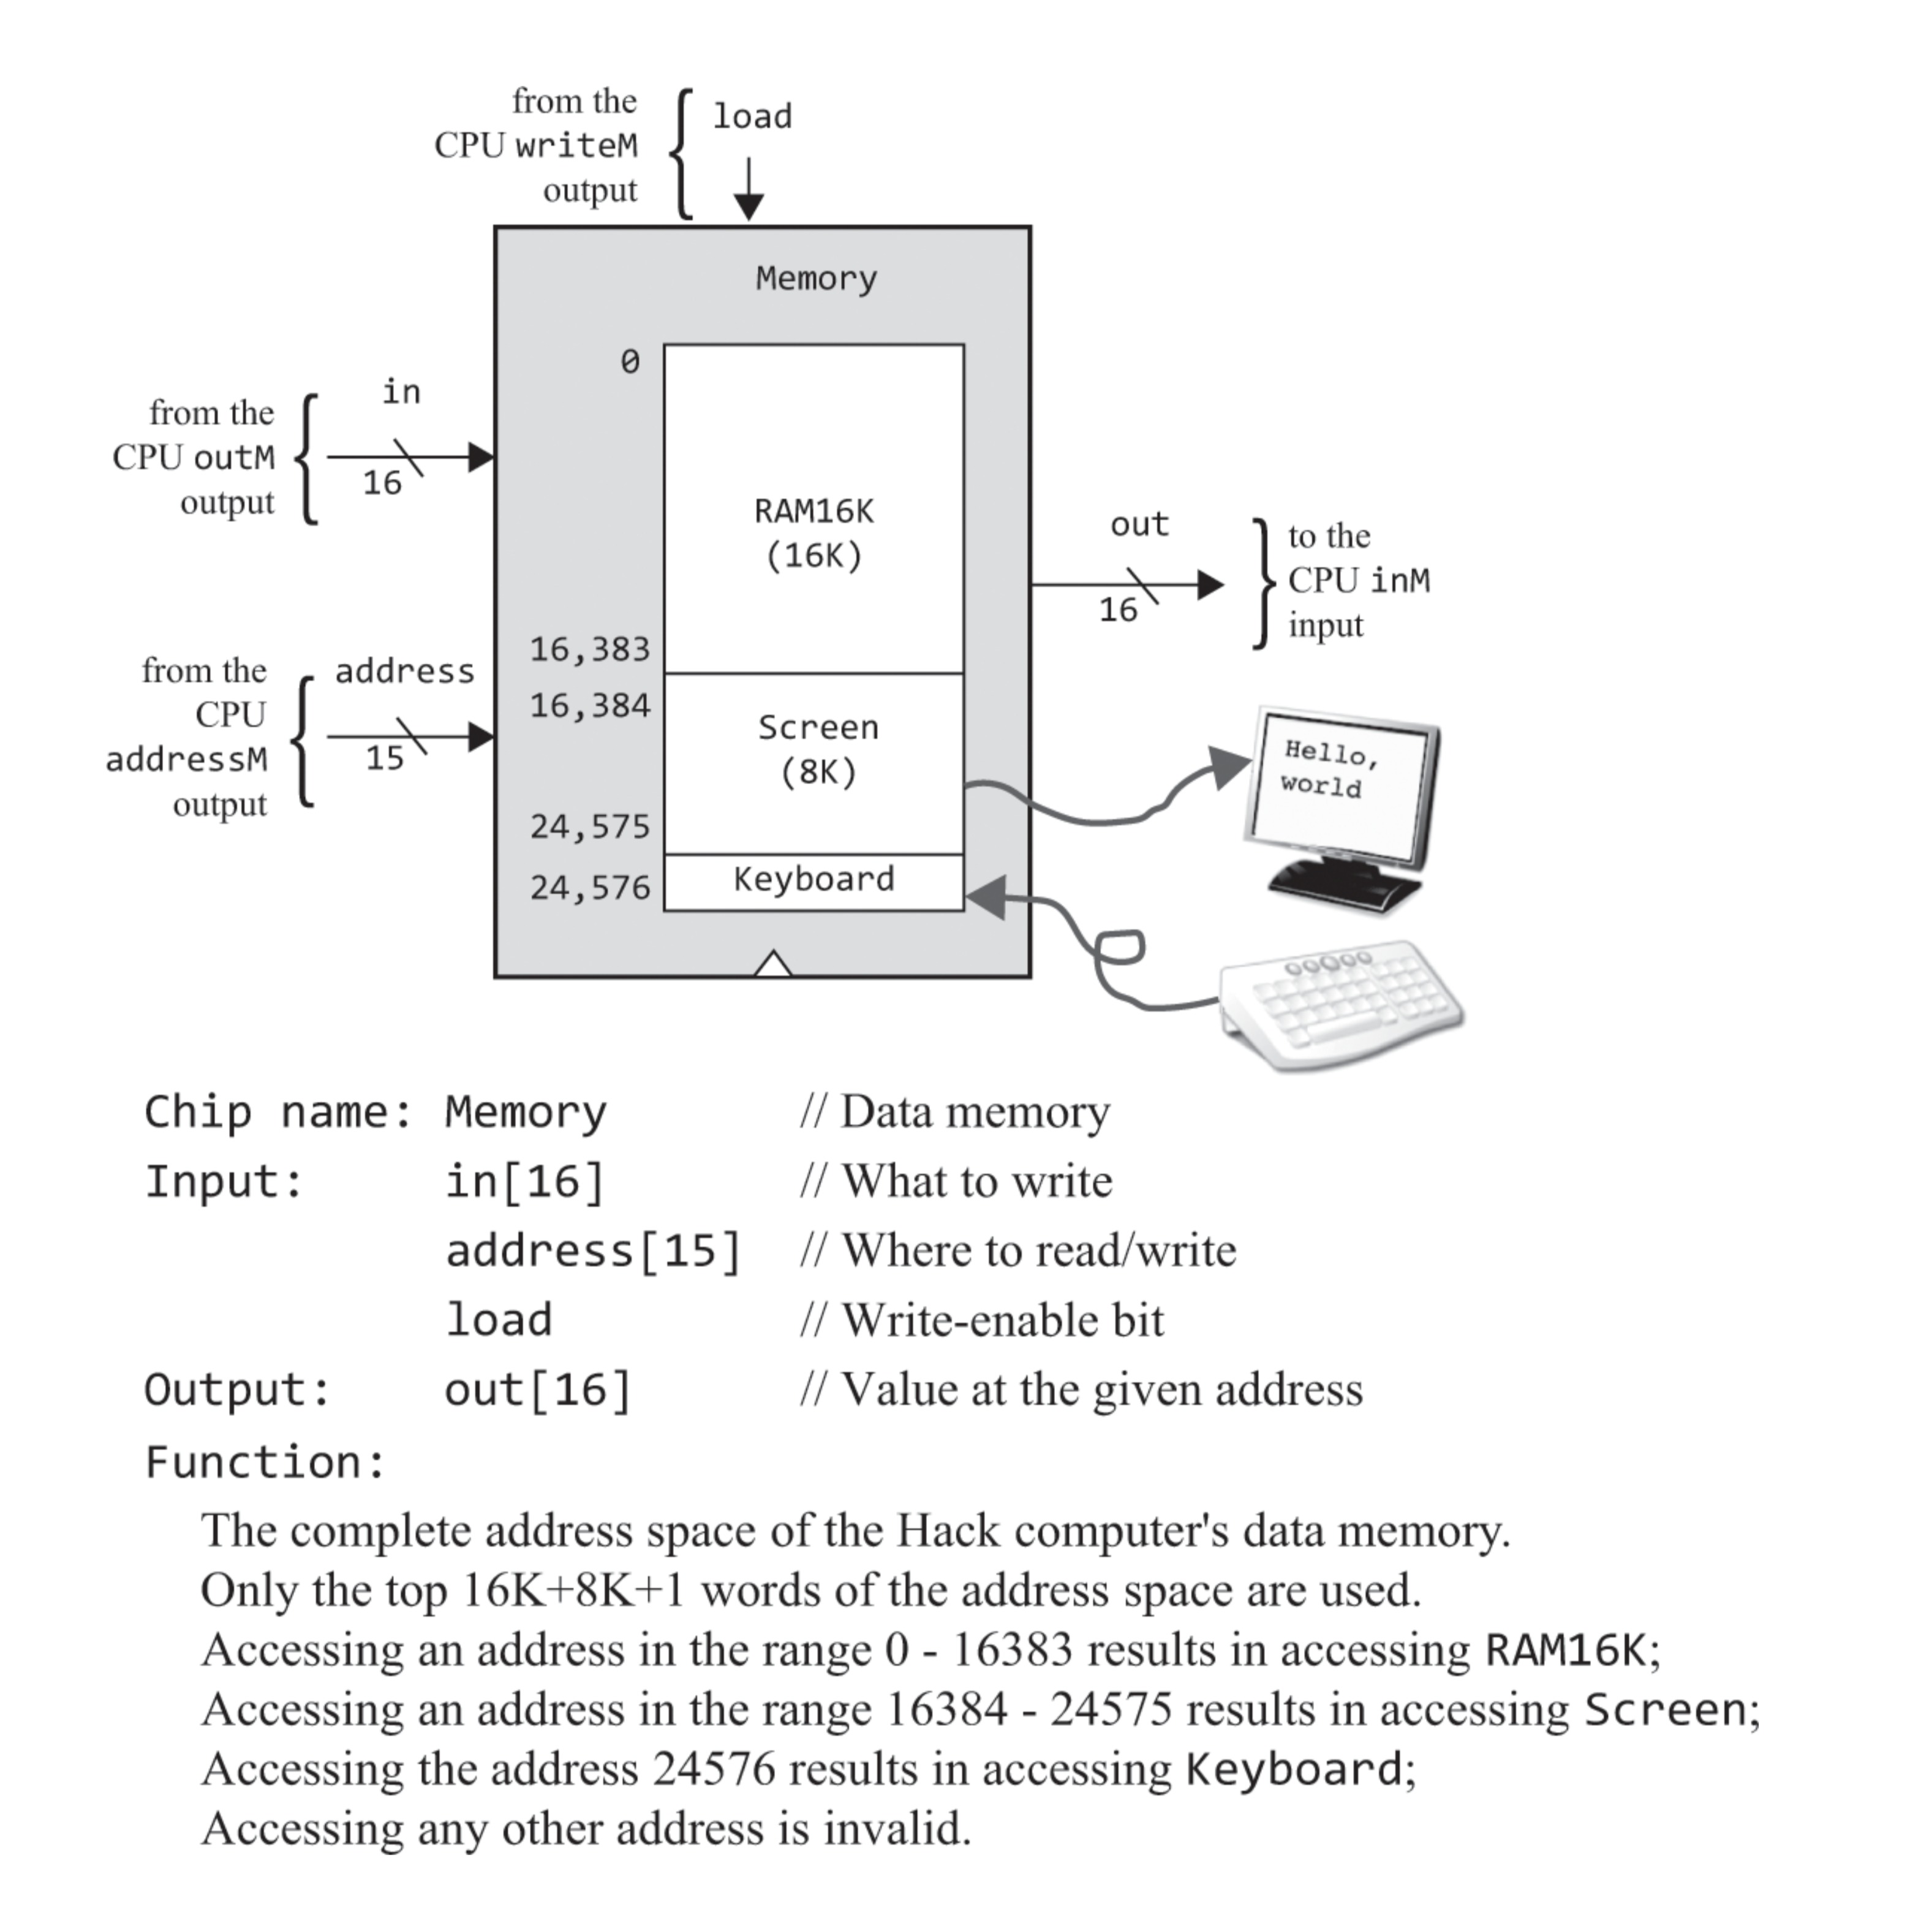 from the
CPU writeM
output
load
Memory
0
in
from the
CPU outM
output
16
RAM16K
(16K)
out
to the
CPU inM
input
16
16,383
from the
CPU
addressM
output
address
15
16,384
Screen
(8K)
Hello,
world
24,575
24,576
Keyboard
Chip name: Memory // Data memory
Input: in[16] // What to write
address[15] // Where to read/write
load // Write-enable bit
Output: out[16] // Value at the given address
Function:
The complete address space of the Hack computer's data memory.
Only the top 16K+8K+1 words of the address space are used.
Accessing an address in the range 0 - 16383 results in accessing RAM16K;
Accessing an address in the range 16384 - 24575 results in accessing Screen;
Accessing the address 24576 results in accessing Keyboard;
Accessing any other address is invalid.